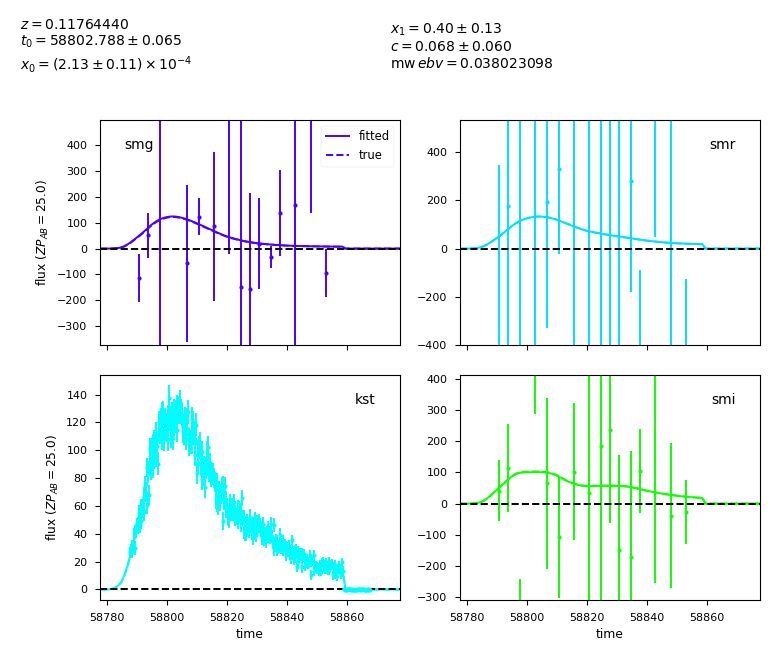 z = 0.11764440
t₀ = 58802.788 ± 0.065
x₀ = (2.13 ± 0.11) × 10⁻⁴
x₁ = 0.40 ± 0.13
c = 0.068 ± 0.060
mw ebv = 0.038023098
smg
fitted
true
400
300
200
100
0
−100
−200
−300
flux (ZP_AB = 25.0)
smr
400
200
0
−200
−400
kst
140
120
100
80
60
40
20
0
flux (ZP_AB = 25.0)
58780 58800 58820 58840 58860
time
smi
400
300
200
100
0
−100
−200
−300
58780 58800 58820 58840 58860
time